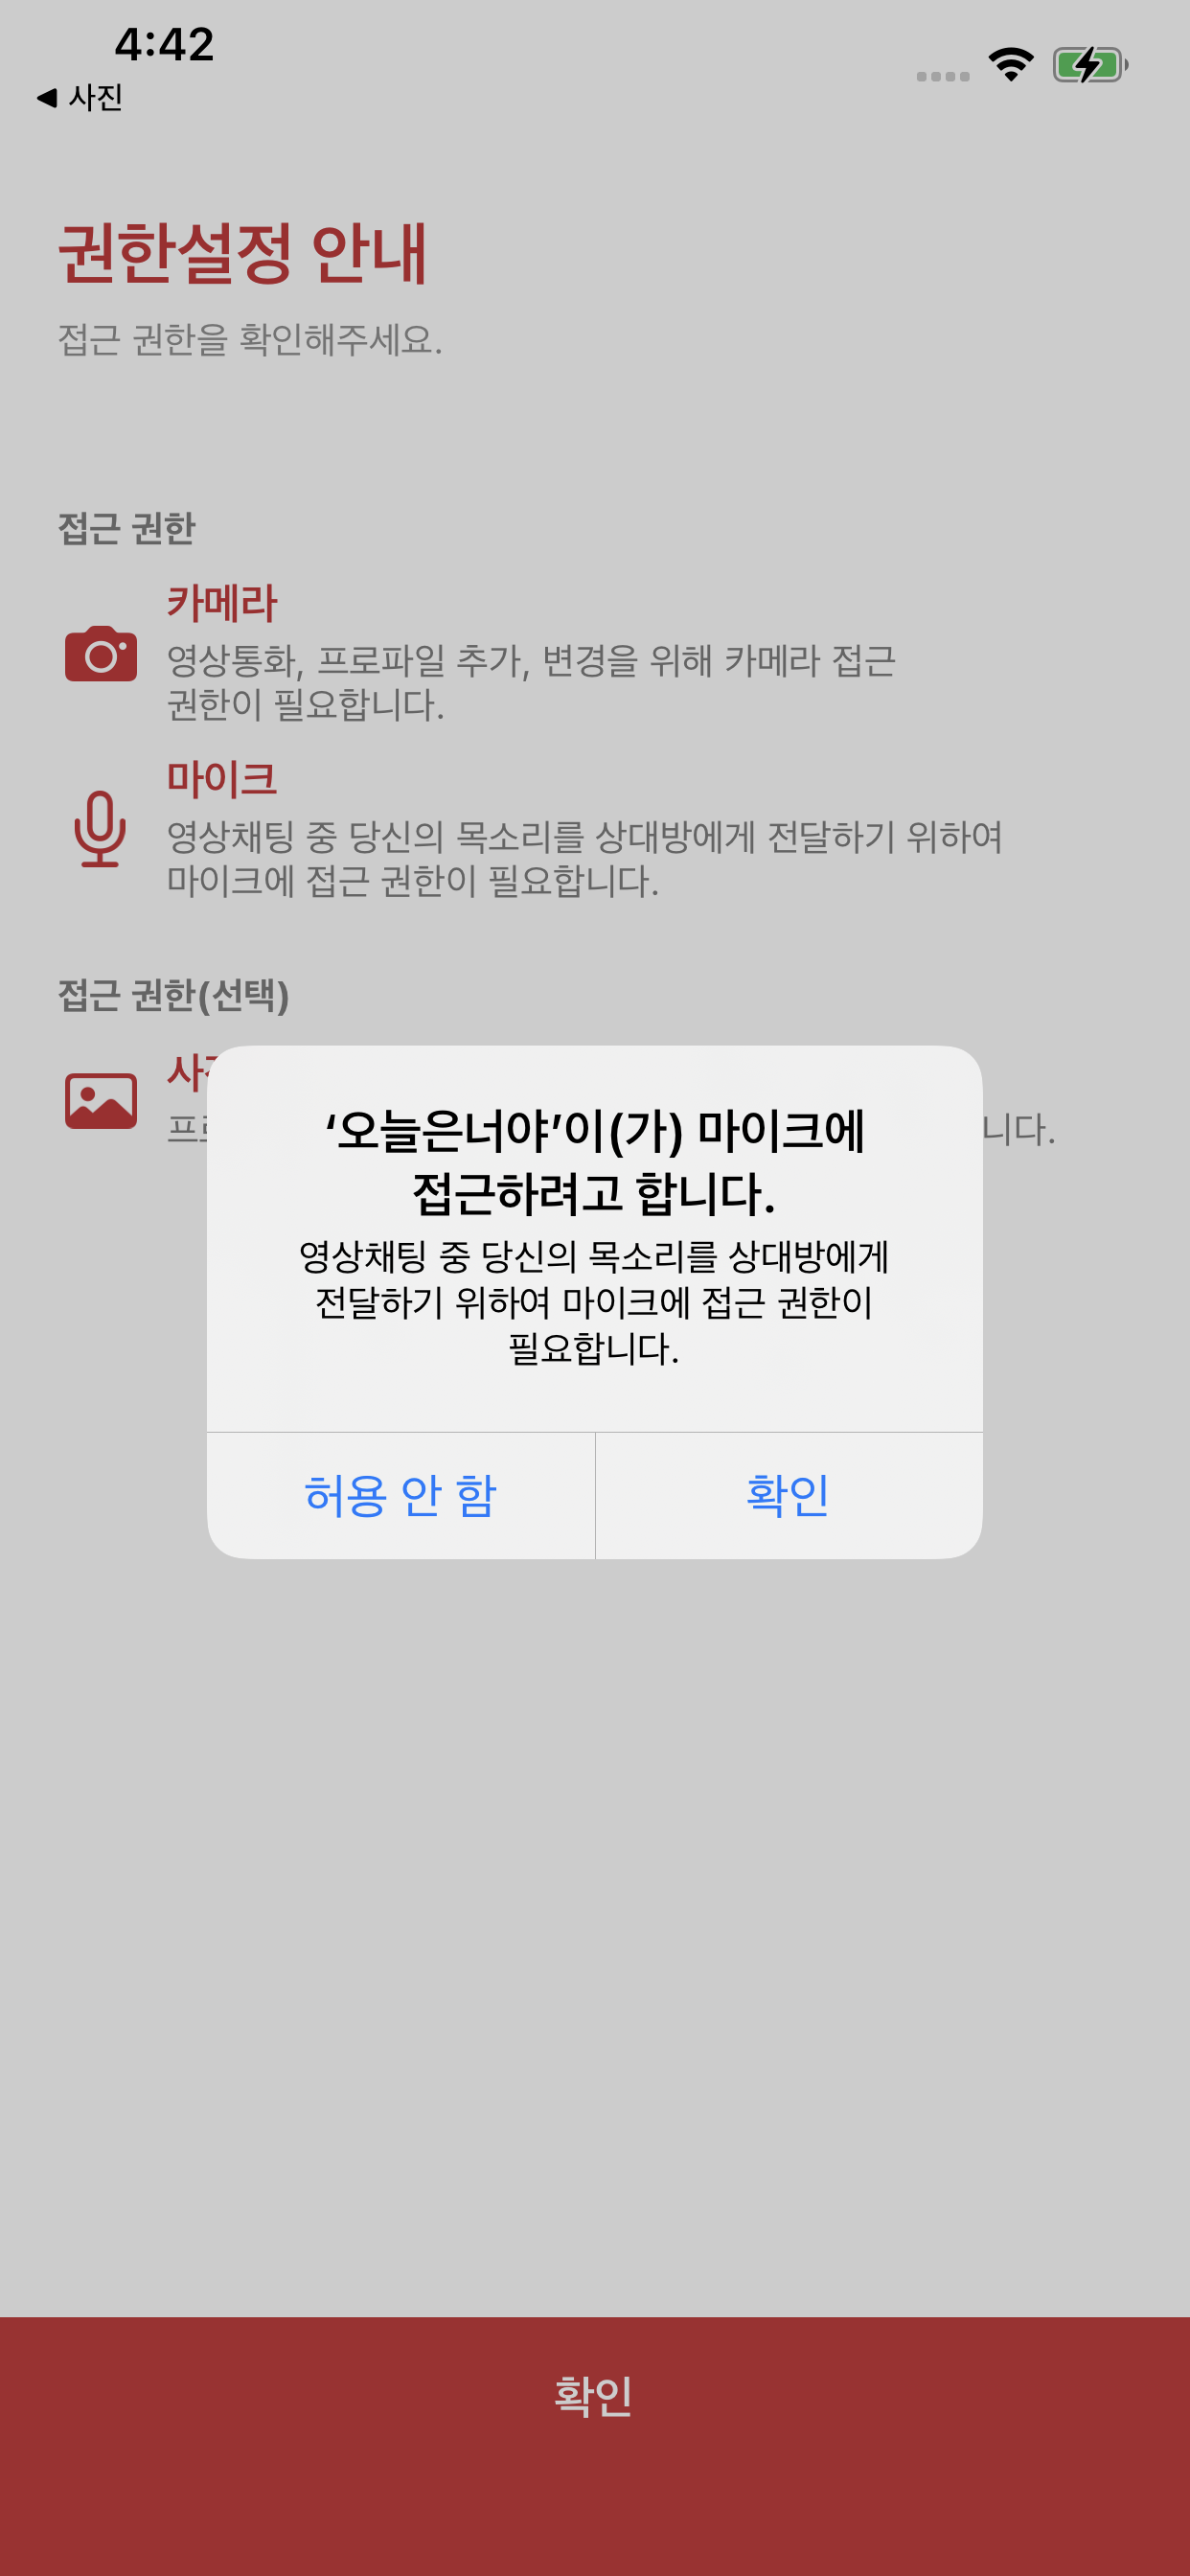 4:42
◀ 사진
권한설정 안내
접근 권한을 확인해주세요.
접근 권한
카메라
영상통화, 프로파일 추가, 변경을 위해 카메라 접근
권한이 필요합니다.
마이크
영상채팅 중 당신의 목소리를 상대방에게 전달하기 위하여
마이크에 접근 권한이 필요합니다.
접근 권한(선택)
니다.
‘오늘은너야’이(가) 마이크에
접근하려고 합니다.
영상채팅 중 당신의 목소리를 상대방에게
전달하기 위하여 마이크에 접근 권한이
필요합니다.
허용 안 함
확인
확인